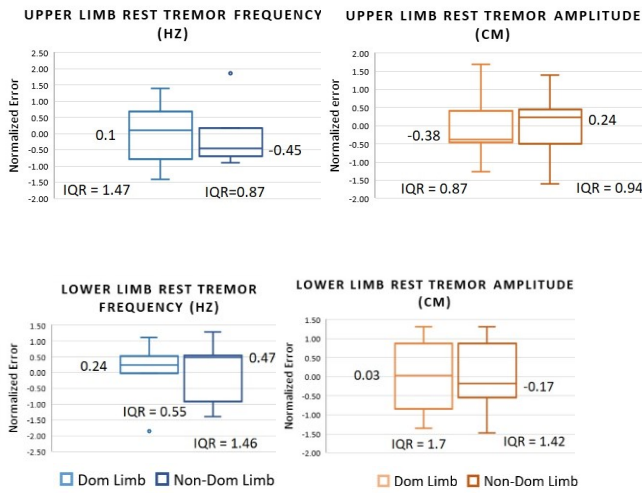 UPPER LIMB REST TREMOR FREQUENCY
(HZ)
Normalized Error
2.50
2.00
1.50
1.00
0.50
0.00
-0.50
-1.00
-1.50
-2.00
0.1
-0.45
IQR = 1.47
IQR=0.87
UPPER LIMB REST TREMOR AMPLITUDE
(CM)
Normalized error
2.00
1.50
1.00
0.50
0.00
-0.50
-1.00
-1.50
-2.00
-0.38
0.24
IQR = 0.87
IQR = 0.94
LOWER LIMB REST TREMOR
FREQUENCY (HZ)
Normalized Error
1.50
1.00
0.50
0.00
-0.50
-1.00
-1.50
-2.00
-2.50
0.24
0.47
IQR = 0.55
IQR = 1.46
Dom Limb Non-Dom Limb
LOWER LIMB REST TREMOR AMPLITUDE
(CM)
Normalized Error
1.50
1.00
0.50
0.00
-0.50
-1.00
-1.50
-2.00
0.03
-0.17
IQR = 1.7
IQR = 1.42
Dom Limb Non-Dom Limb